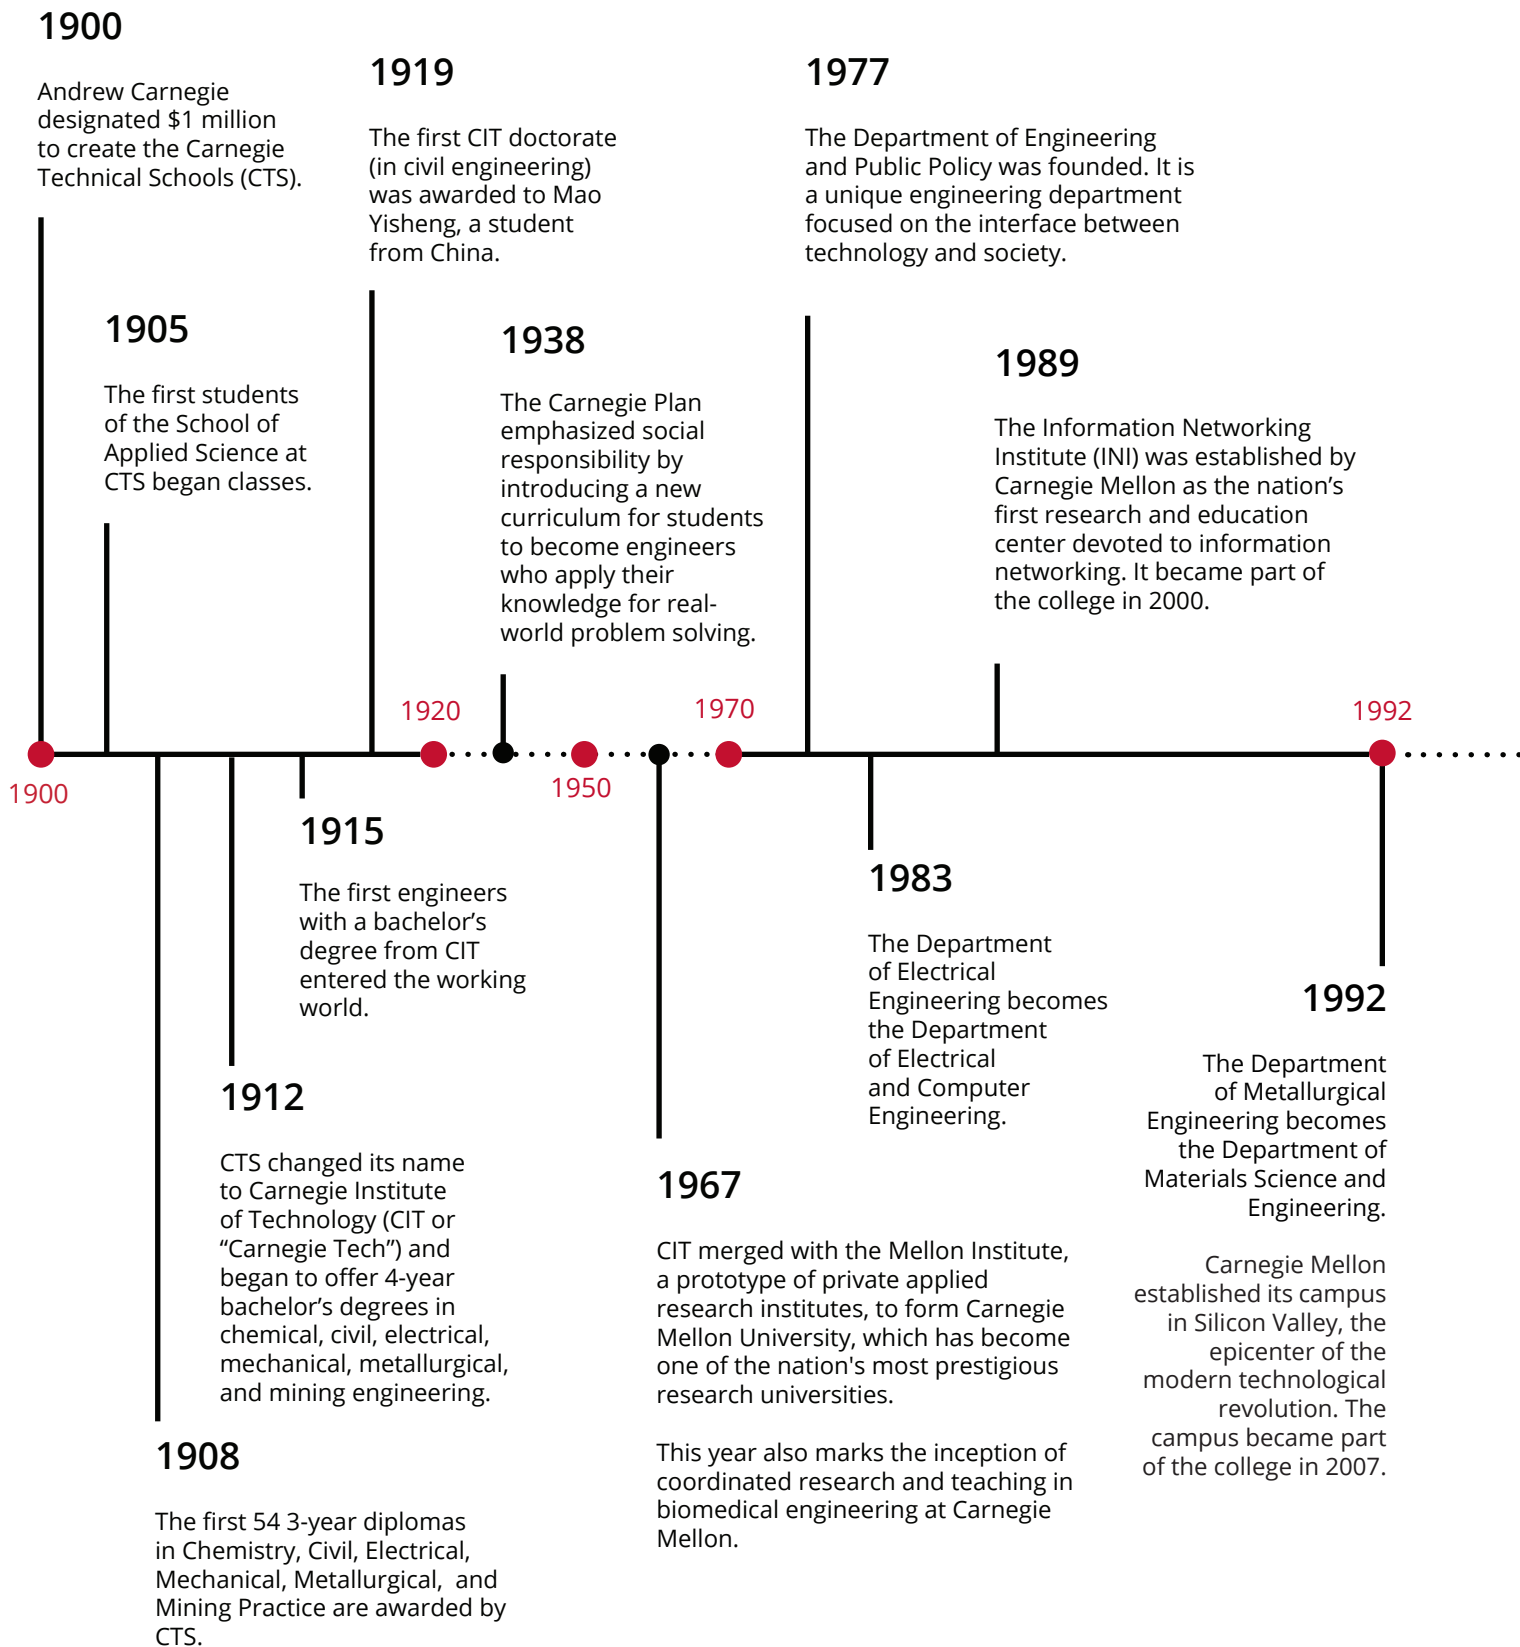 1900
Andrew Carnegie
designated $1 million
to create the Carnegie
Technical Schools (CTS).
1905
The first students
of the School of
Applied Science at
CTS began classes.
1919
The first CIT doctorate
(in civil engineering)
was awarded to Mao
Yisheng, a student
from China.
1938
The Carnegie Plan
emphasized social
responsibility by
introducing a new
curriculum for students
to become engineers
who apply their
knowledge for real-
world problem solving.
1977
The Department of Engineering
and Public Policy was founded. It is
a unique engineering department
focused on the interface between
technology and society.
1989
The Information Networking
Institute (INI) was established by
Carnegie Mellon as the nation’s
first research and education
center devoted to information
networking. It became part of
the college in 2000.
1900
1920
1950
1970
1992
1908
The first 54 3-year diplomas
in Chemistry, Civil, Electrical,
Mechanical, Metallurgical,  and
Mining Practice are awarded by
CTS.
1912
CTS changed its name
to Carnegie Institute
of Technology (CIT or
“Carnegie Tech”) and
began to offer 4-year
bachelor’s degrees in
chemical, civil, electrical,
mechanical, metallurgical,
and mining engineering.
1915
The first engineers
with a bachelor’s
degree from CIT
entered the working
world.
1967
CIT merged with the Mellon Institute,
a prototype of private applied
research institutes, to form Carnegie
Mellon University, which has become
one of the nation's most prestigious
research universities.
This year also marks the inception of
coordinated research and teaching in
biomedical engineering at Carnegie
Mellon.
1983
The Department
of Electrical
Engineering becomes
the Department
of Electrical
and Computer
Engineering.
1992
The Department
of Metallurgical
Engineering becomes
the Department of
Materials Science and
Engineering.
Carnegie Mellon
established its campus
in Silicon Valley, the
epicenter of the
modern technological
revolution. The
campus became part
of the college in 2007.